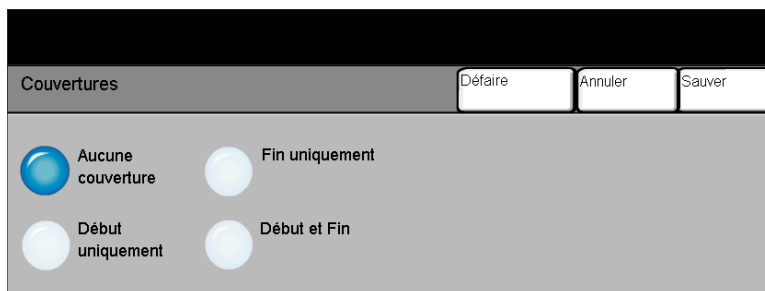 Couvertures
Défaire
Annuler
Sauver
Aucune
couverture
Fin uniquement
Début
uniquement
Début et Fin